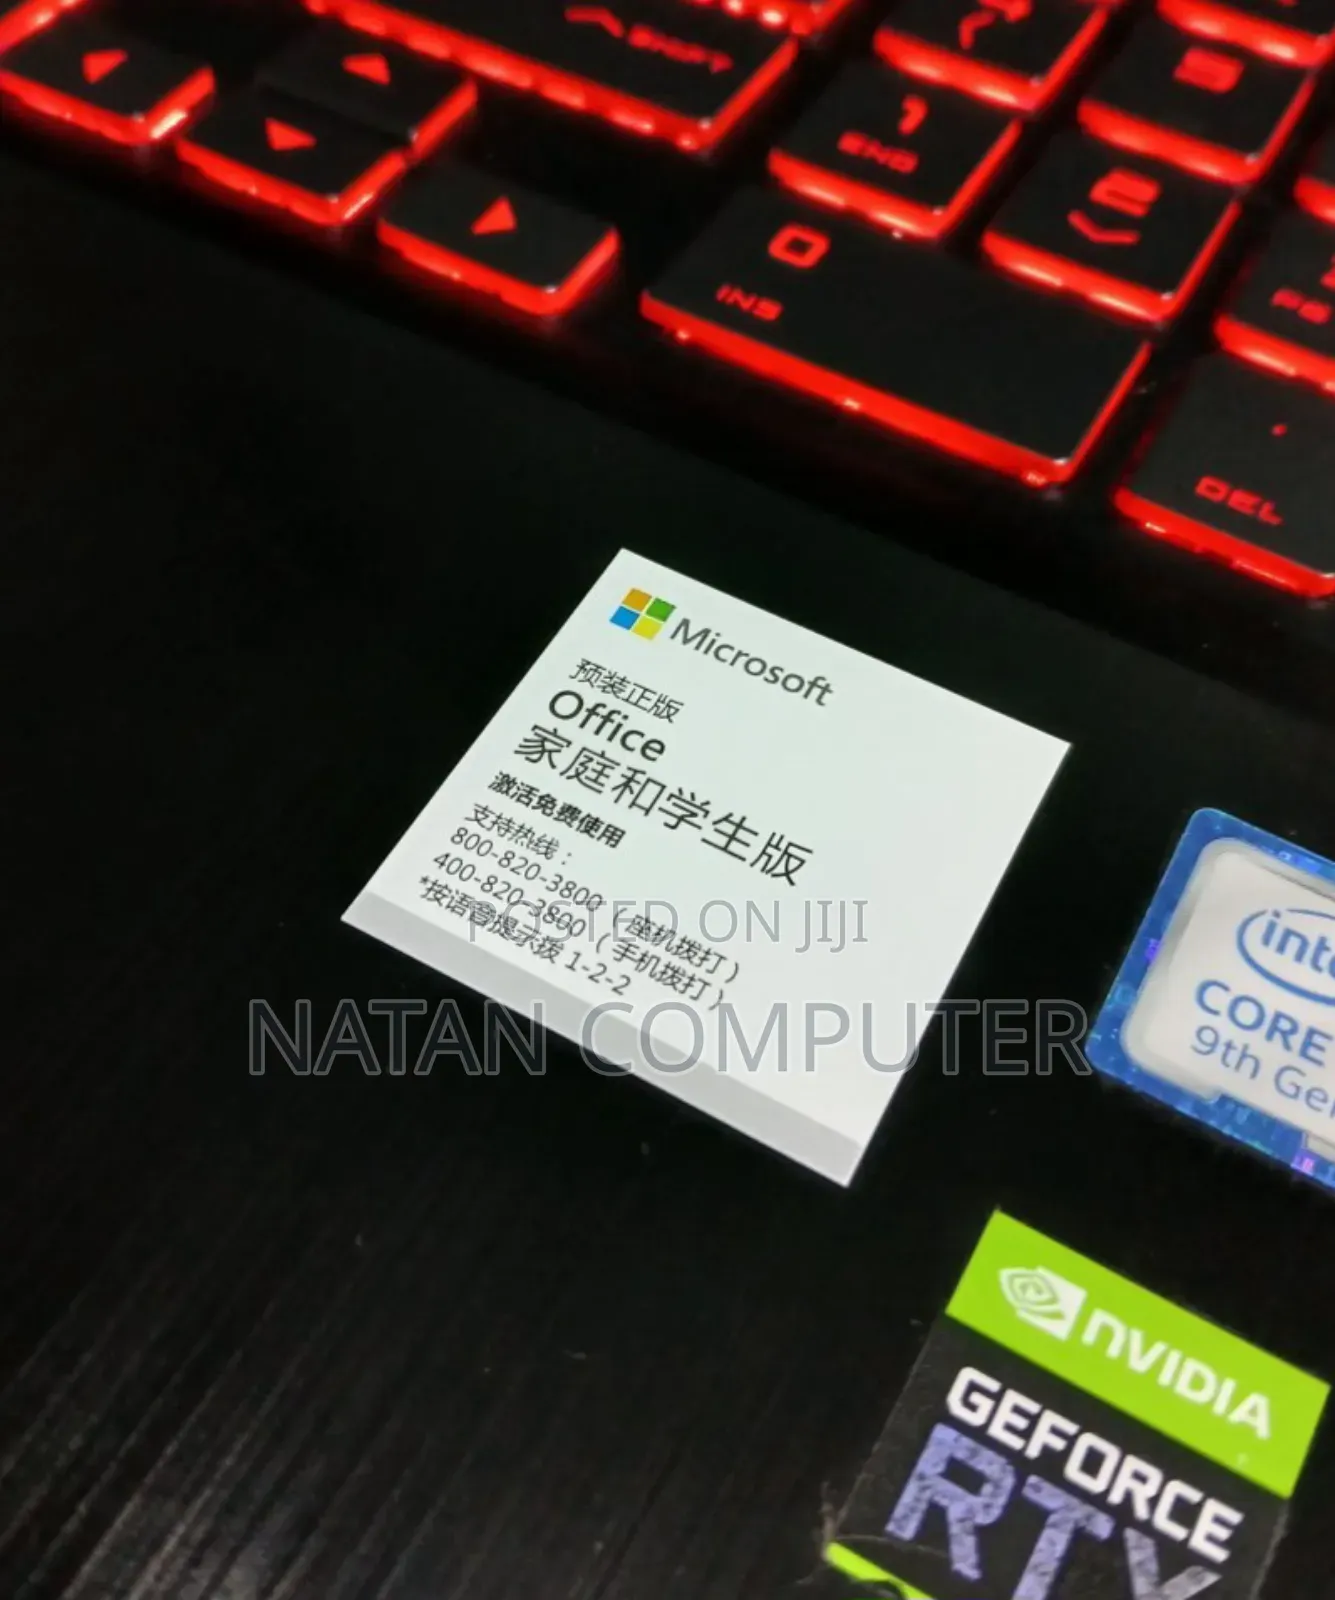 SHIFT
1
END
2
0
INS
DEL
Microsoft
预装正版
Office
家庭和学生版
激活免费使用
支持热线：
800-820-3800（座机拨打）
400-820-3800（手机拨打）
*按语音提示拨 1-2-2
POSTED ON JIJI
NATAN COMPUTER
CORE
9th
NVIDIA
GEFORCE
RTX